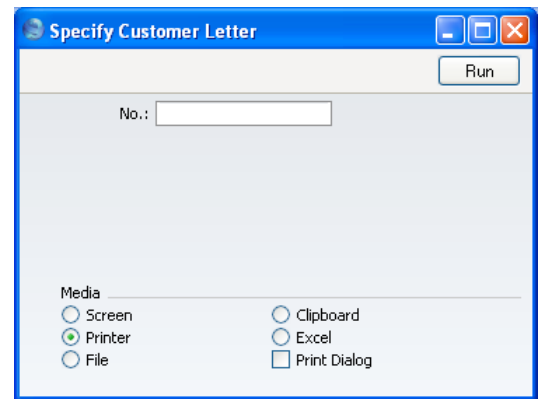 Specify Customer Letter
Run
No.:
Media
Screen Clipboard
Printer Excel
File Print Dialog